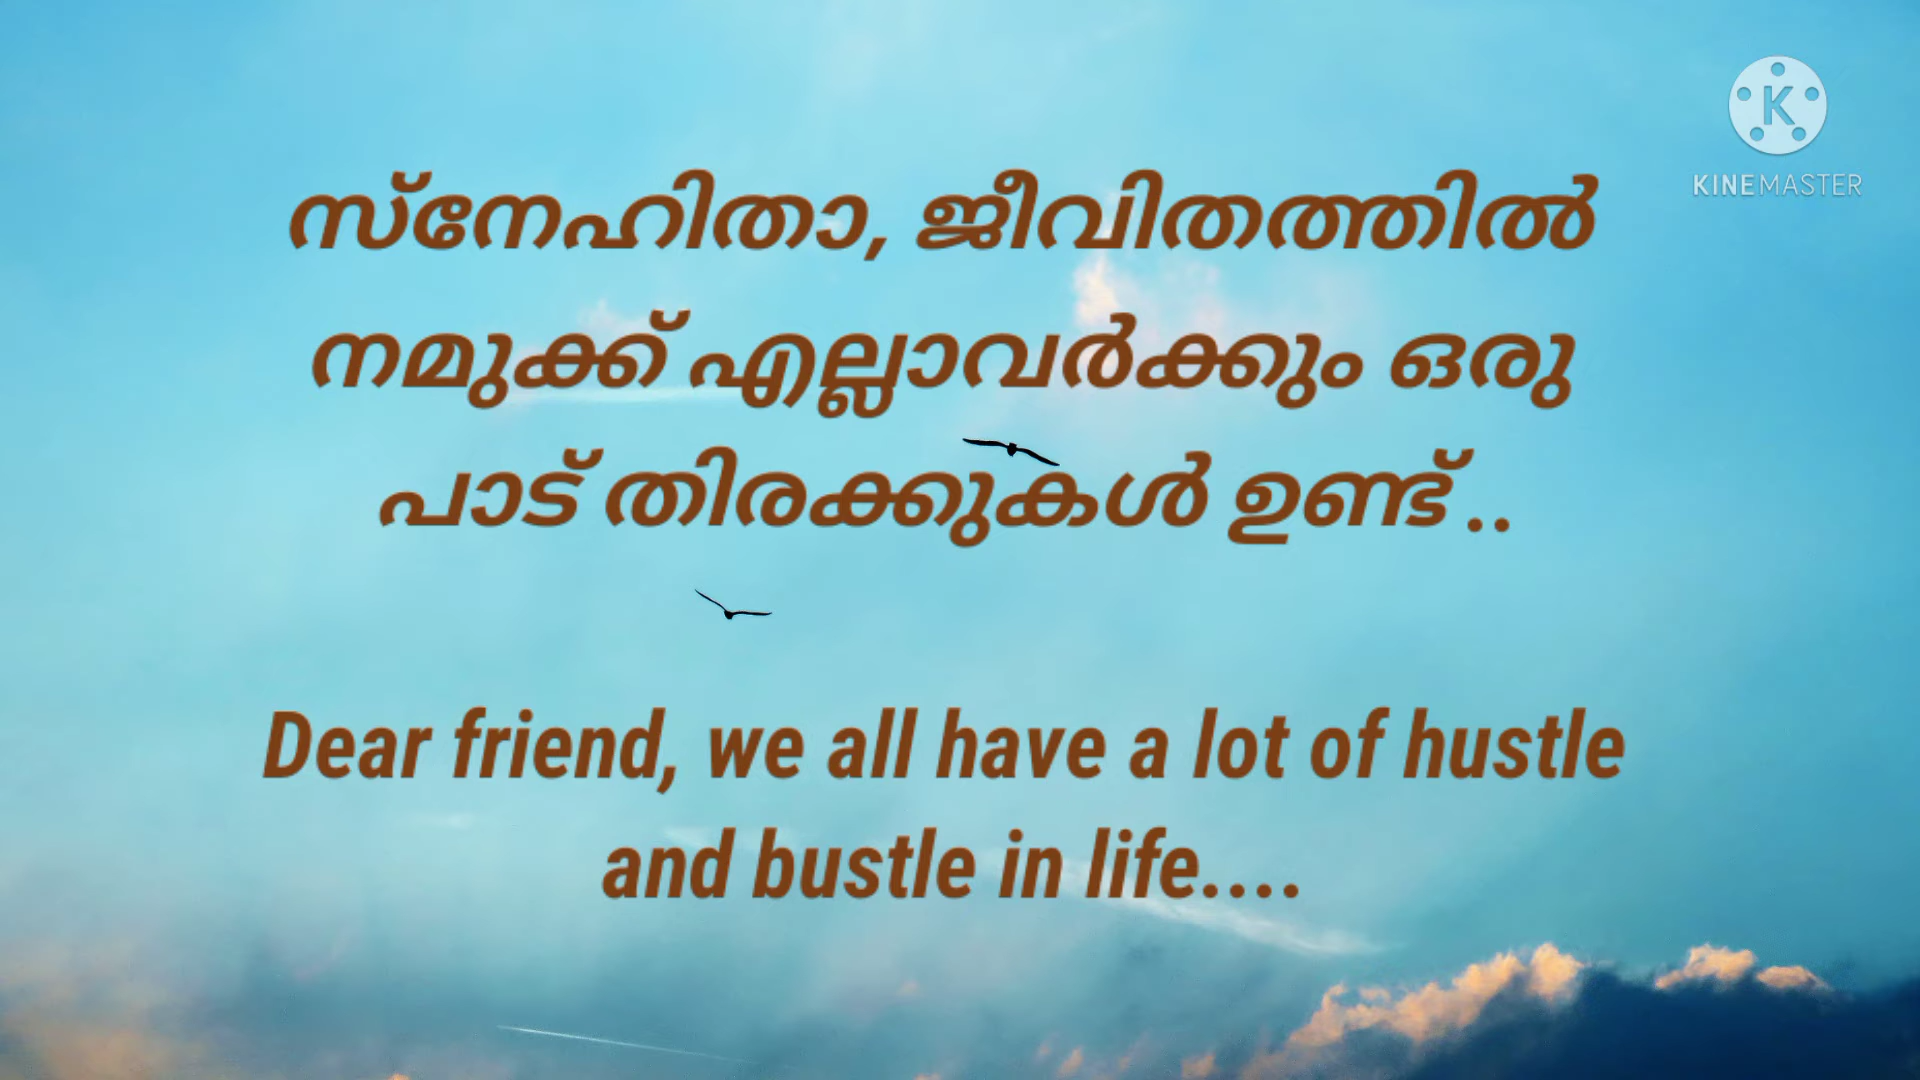 K
KINEMASTER
സ്നേഹിതാ, ജീവിതത്തിൽ
നമുക്ക് എല്ലാവർക്കും ഒരു
പാട് തിരക്കുകൾ ഉണ്ട് ..
Dear friend, we all have a lot of hustle
and bustle in life....